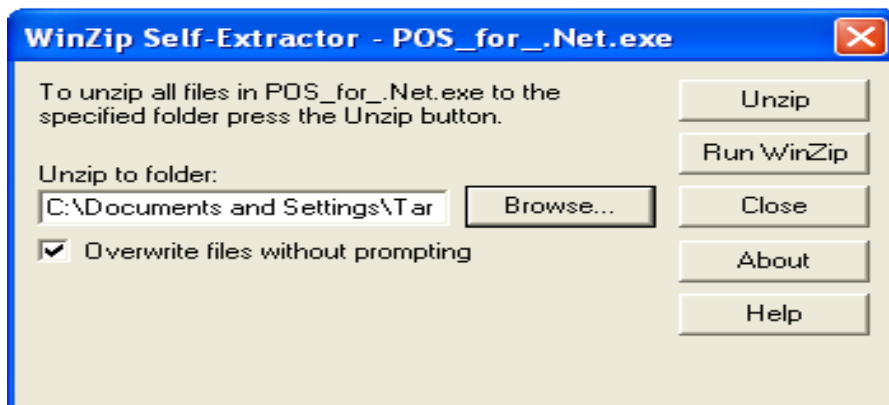 WinZip Self-Extractor - POS_for_.Net.exe
To unzip all files in POS_for_.Net.exe to the
specified folder press the Unzip button.
Unzip to folder:
C:\Documents and Settings\Tar
Browse...
Overwrite files without prompting
Unzip
Run WinZip
Close
About
Help